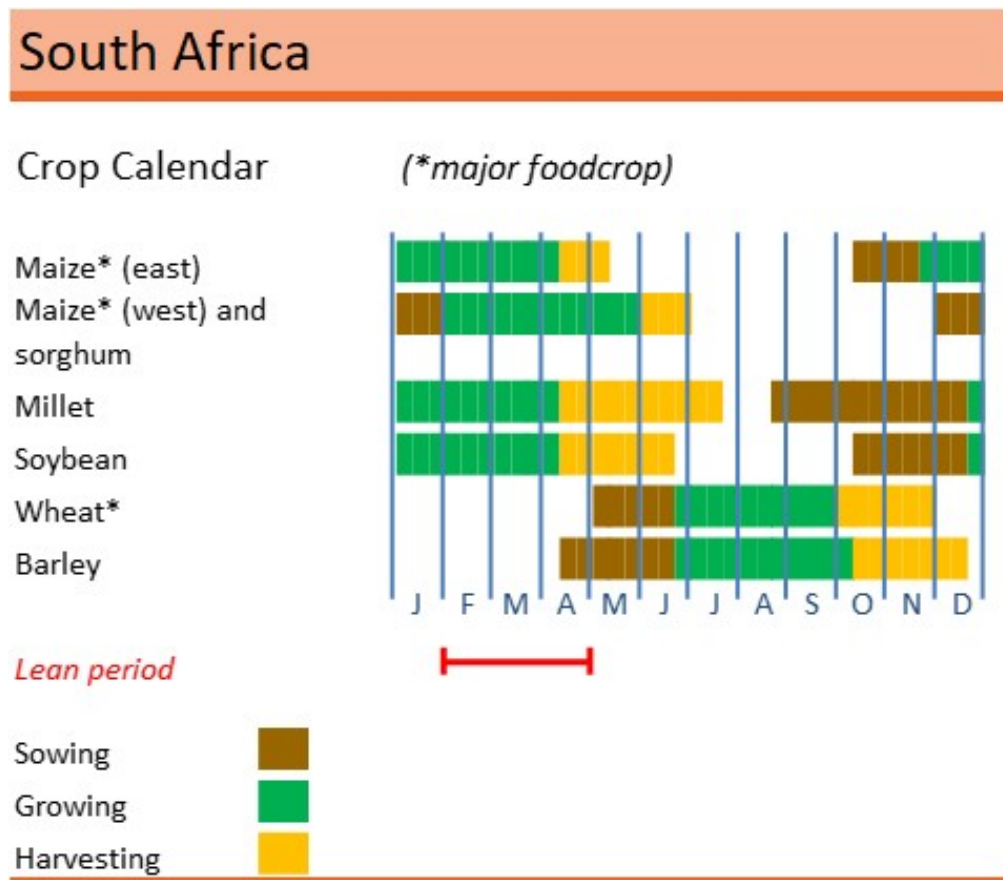 South Africa
Crop Calendar (*major foodcrop)
Maize* (east)
Maize* (west) and
sorghum
Millet
Soybean
Wheat*
Barley
J F M A M J J A S O N D
Lean period
Sowing
Growing
Harvesting